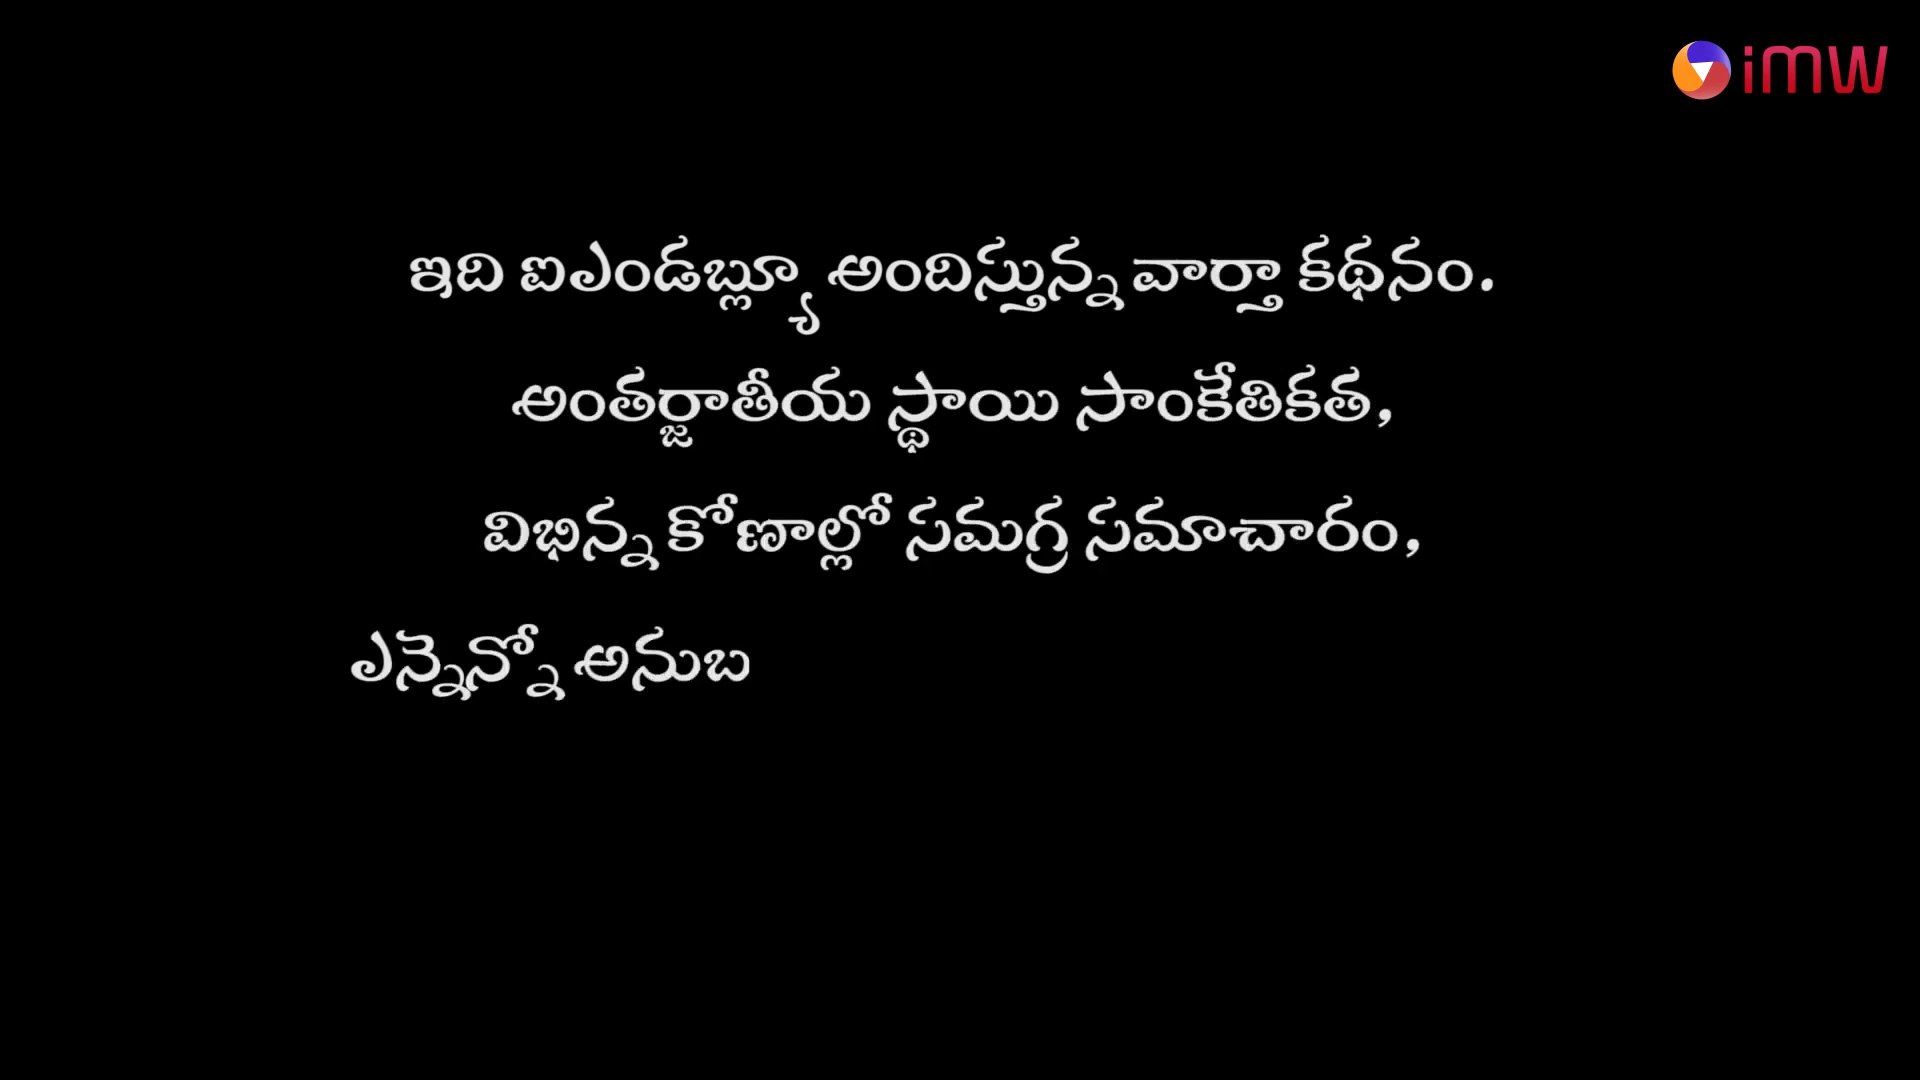 iMW
ఇది ఐఎండబ్ల్యూ అందిస్తున్న వార్తా కథనం.
అంతర్జాతీయ స్థాయి సాంకేతికత,
విభిన్న కోణాల్లో సమగ్ర సమాచారం,
ఎన్నెన్నో అనుబ